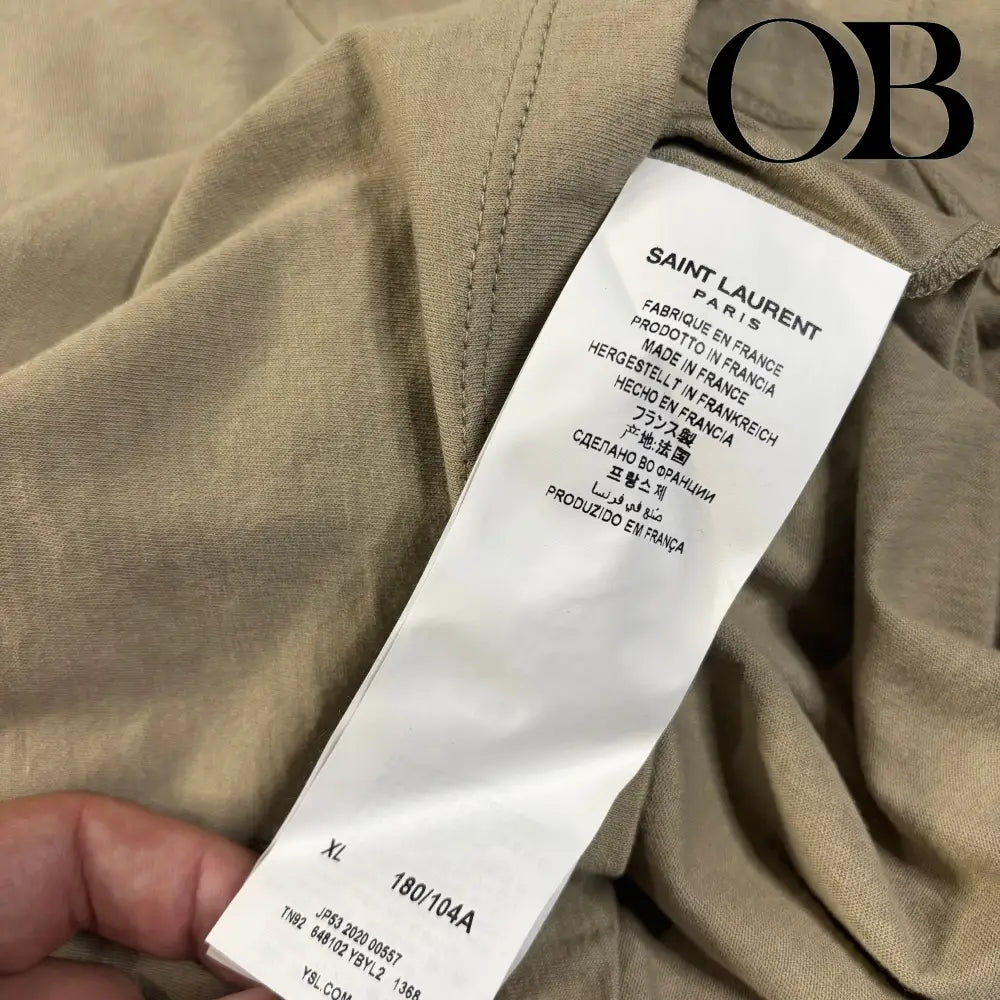 OB
SAINT LAURENT
PARIS
FABRIQUE EN FRANCE
PRODOTTO IN FRANCIA
MADE IN FRANCE
HERGESTELLT IN FRANKREICH
HECHO EN FRANCIA
フランス製
产地:法国
СДЕЛАНО ВО ФРАНЦИИ
프랑스제
صنع في فرنسا
PRODUZIDO EM FRANÇA
XL
180/104A
JP53 2020 00557
TN92 648102 YBYL2 1368
YSL.COM